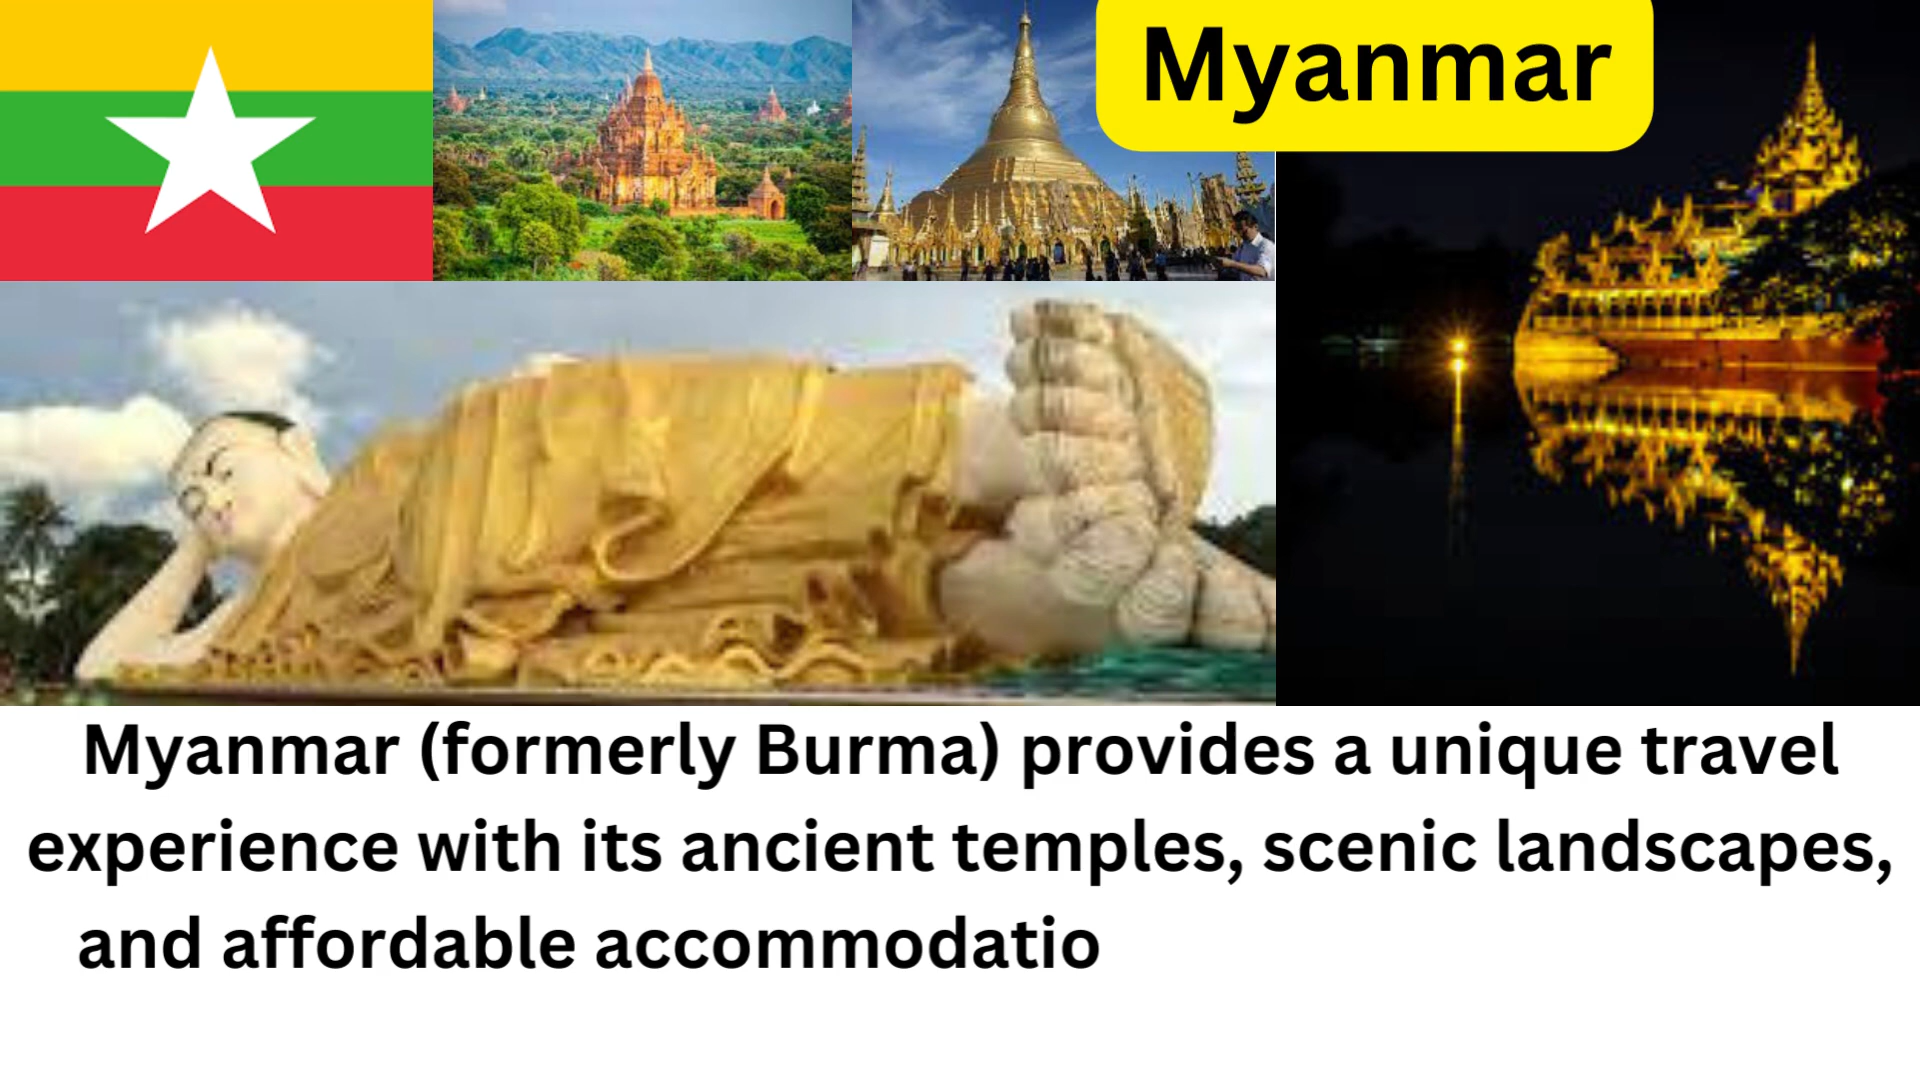 Myanmar
Myanmar (formerly Burma) provides a unique travel
experience with its ancient temples, scenic landscapes,
and affordable accommodatio